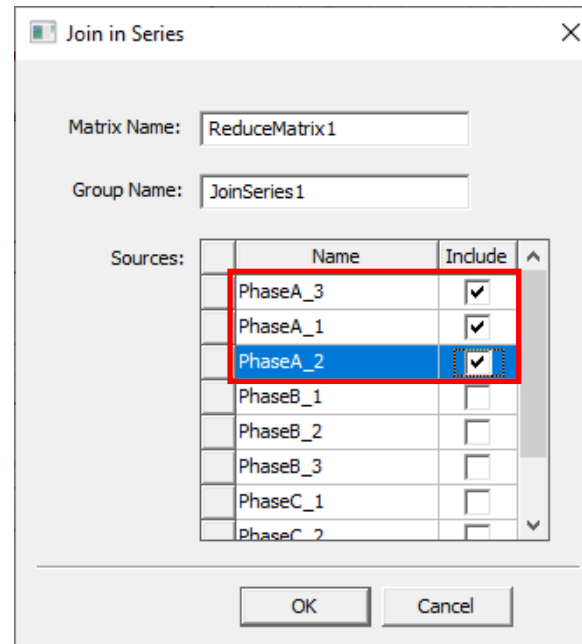 Join in Series
Matrix Name: ReduceMatrix1
Group Name: JoinSeries1
Sources: Name Include
PhaseA_3
PhaseA_1
PhaseA_2
PhaseB_1
PhaseB_2
PhaseB_3
PhaseC_1
PhaseC_2
OK Cancel